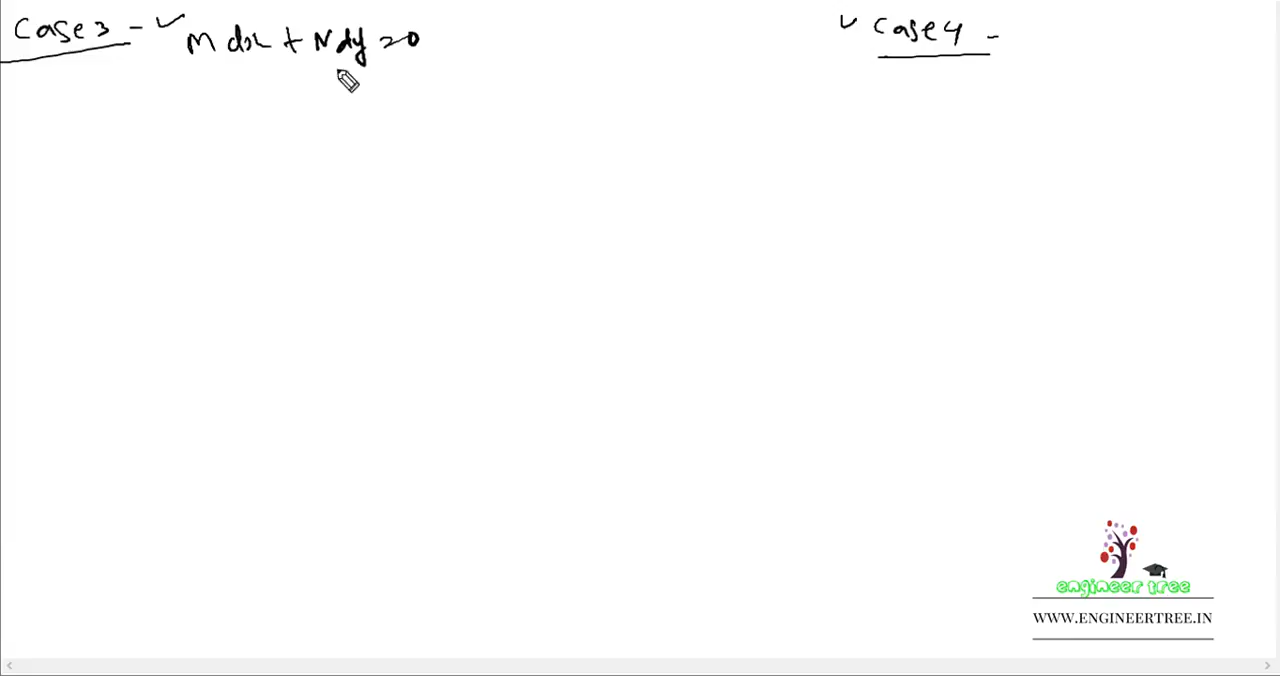 Case 3 - ✓ M dx + N dy = 0
✓ Case 4 -
engineer tree
WWW.ENGINEERTREE.IN